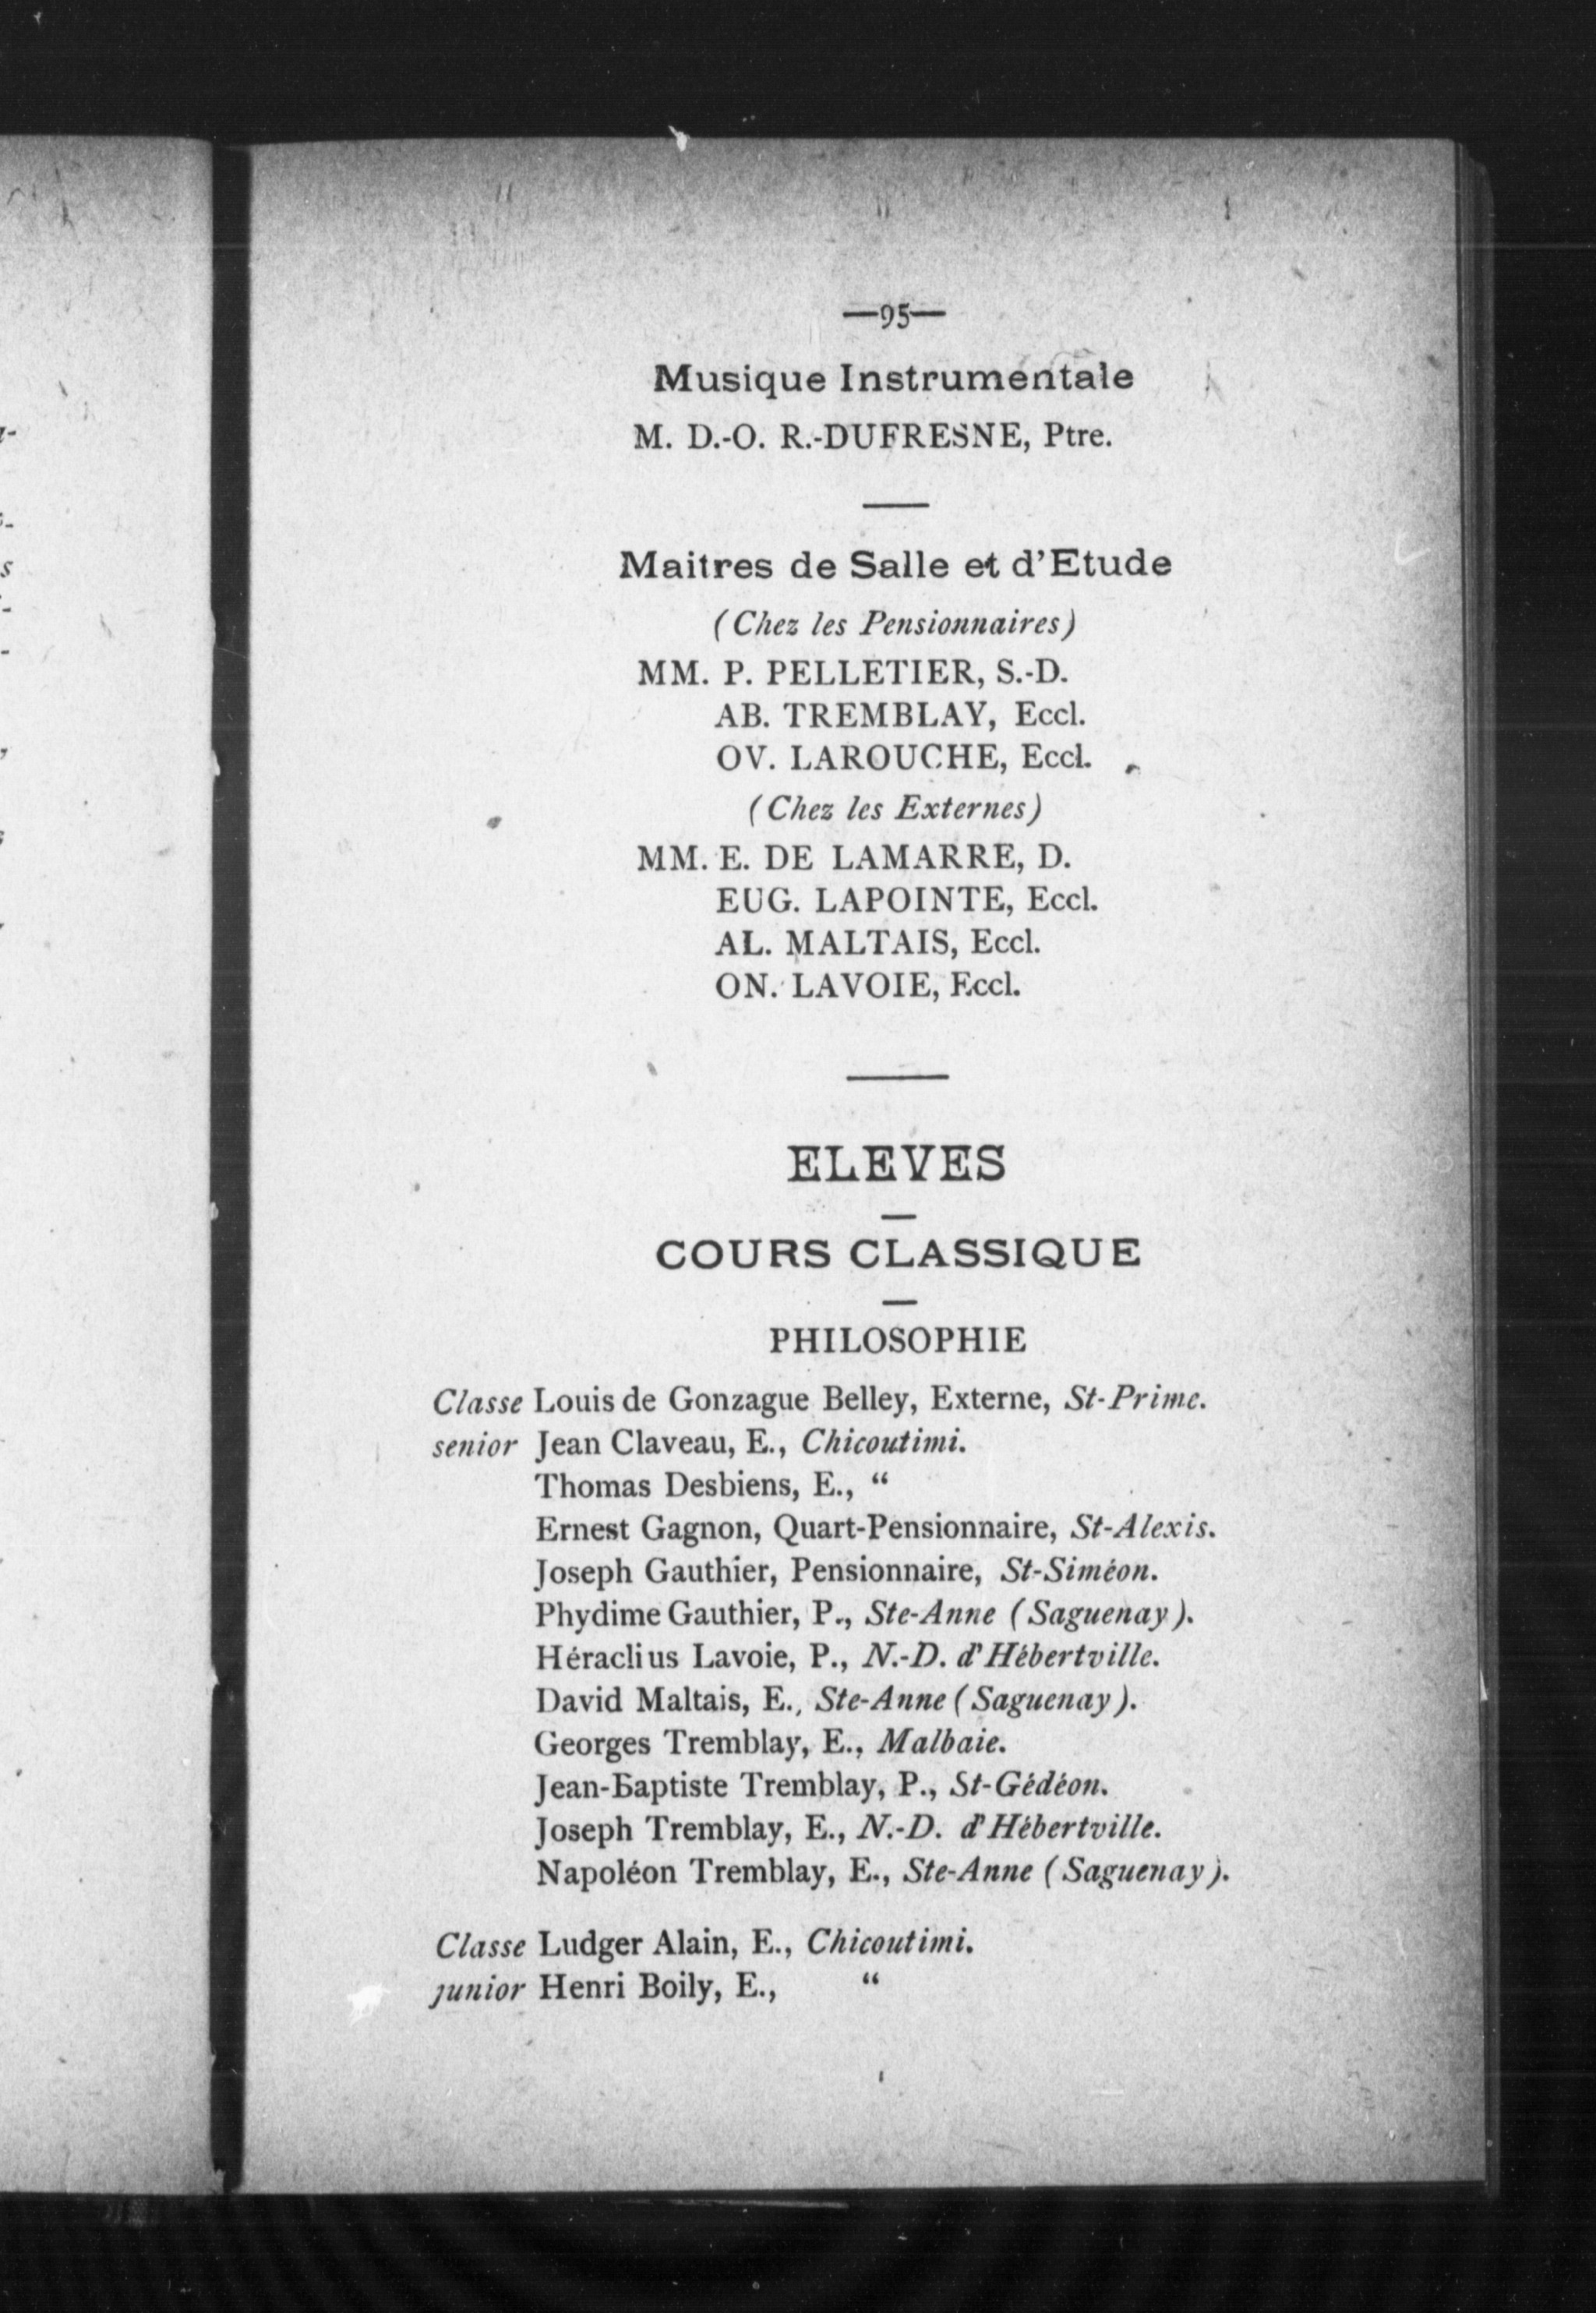 —95—
Musique Instrumentale
M. D.-O. R.-DUFRESNE, Ptre.
Maitres de Salle et d'Etude
(Chez les Pensionnaires)
MM. P. PELLETIER, S.-D.
AB. TREMBLAY, Eccl.
OV. LAROUCHE, Eccl.
(Chez les Externes)
MM. E. DE LAMARRE, D.
EUG. LAPOINTE, Eccl.
AL. MALTAIS, Eccl.
ON. LAVOIE, Eccl.
ELEVES
COURS CLASSIQUE
PHILOSOPHIE
Classe Louis de Gonzague Belley, Externe, St-Prime.
senior Jean Claveau, E., Chicoutimi.
Thomas Desbiens, E., “
Ernest Gagnon, Quart-Pensionnaire, St-Alexis.
Joseph Gauthier, Pensionnaire, St-Siméon.
Phydime Gauthier, P., Ste-Anne (Saguenay).
Héraclius Lavoie, P., N.-D. d'Hébertville.
David Maltais, E., Ste-Anne (Saguenay).
Georges Tremblay, E., Malbaie.
Jean-Baptiste Tremblay, P., St-Gédéon.
Joseph Tremblay, E., N.-D. d'Hébertville.
Napoléon Tremblay, E., Ste-Anne (Saguenay).
Classe Ludger Alain, E., Chicoutimi.
junior Henri Boily, E., “